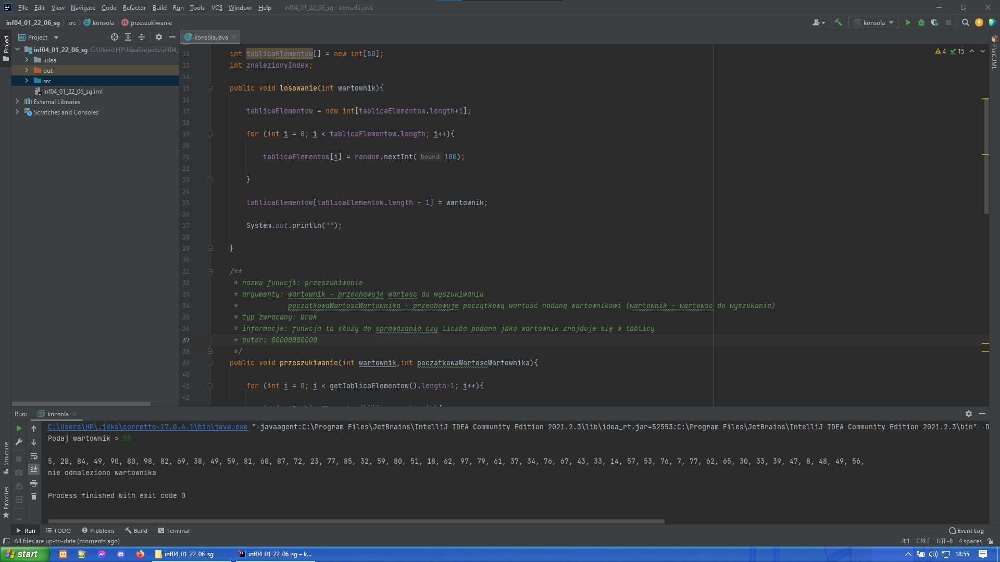 File Edit View Navigate Code Refactor Build Run Tools VCS Window Help inf04_01_22_06_sg - konsola.java
inf04_01_22_06_sg src konsola przeszukiwanie
konsola
Project
konsola.java
Project
inf04_01_22_06_sg C:\Users\HP\IdeaProjects\inf04_
.idea
out
src
inf04_01_22_06_sg.iml
External Libraries
Scratches and Consoles
4 15
PlantUML
12 int tablicaElementow[] = new int[50];
13 int znalezionyIndex;
14
15 public void losowanie(int wartownik){
16
17 tablicaElementow = new int[tablicaElementow.length+1];
18
19 for (int i = 0; i < tablicaElementow.length; i++){
20
21 tablicaElementow[i] = random.nextInt( bound: 100);
22
23 }
24
25 tablicaElementow[tablicaElementow.length - 1] = wartownik;
26
27 System.out.println("");
28
29 }
30
31 /**
32 * nazwa funkcji: przeszukiwanie
33 * argumenty: wartownik - przechowuje wartosc do wyszukiwania
34 * poczatkowaWartoscWartownika - przechowuje początkową wartość nadaną wartownikowi (wartownik - wartowsc do wyszukania)
35 * typ zwracany: brak
36 * informacje: funkcja ta służy do sprawdzania czy liczba podana jako wartownik znajduje się w tablicy
37 * autor: 00000000000
38 */
39 public void przeszukiwanie(int wartownik,int poczatkowaWartoscWartownika){
40
41 for (int i = 0; i < getTablicaElementow().length-1; i++){
42
Run: konsola
C:\Users\HP\.jdks\corretto-17.0.4.1\bin\java.exe "-javaagent:C:\Program Files\JetBrains\IntelliJ IDEA Community Edition 2021.2.3\lib\idea_rt.jar=52553:C:\Program Files\JetBrains\IntelliJ IDEA Community Edition 2021.2.3\bin" -D
Podaj wartownik > 55
5, 28, 84, 49, 90, 80, 98, 82, 69, 38, 49, 59, 81, 68, 87, 72, 23, 77, 85, 32, 59, 80, 51, 18, 62, 97, 79, 61, 37, 34, 76, 67, 43, 33, 14, 57, 53, 76, 7, 77, 62, 65, 30, 33, 39, 47, 8, 48, 49, 56,
nie odnaleziono wartownika
Process finished with exit code 0
Structure
Favorites
Run TODO Problems Build Terminal Event Log
All files are up-to-date (moments ago) 8:1 CRLF UTF-8 4 spaces
start inf04_01_22_06_sg inf04_01_22_06_sg – k... 18:55